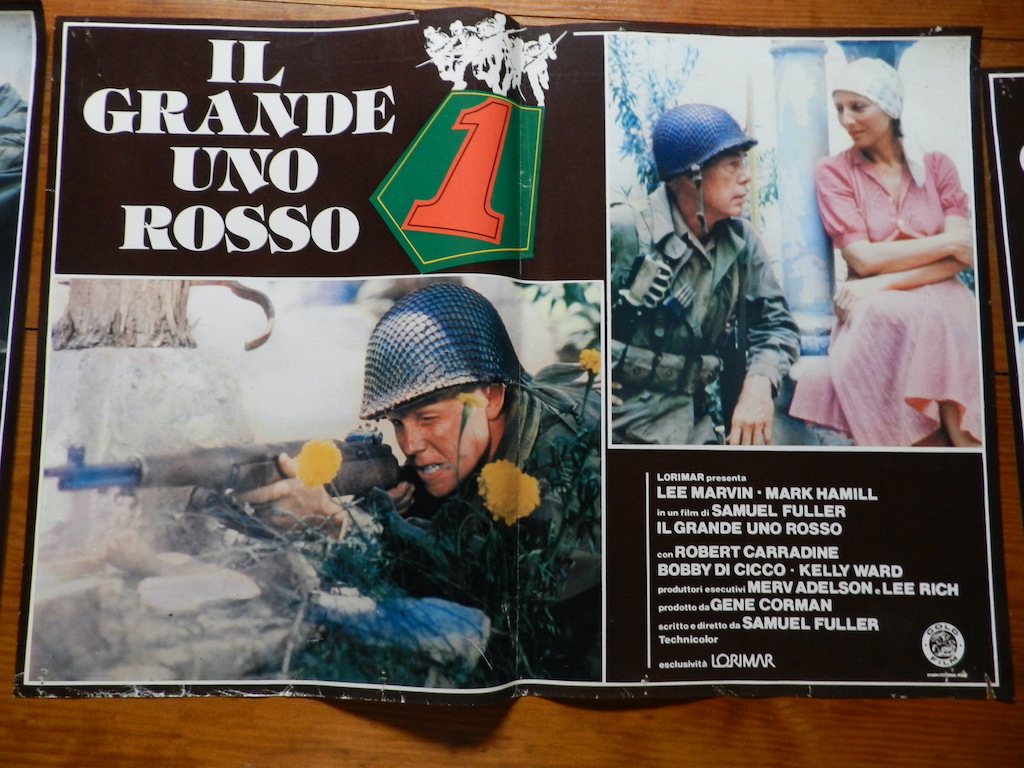 IL
GRANDE
UNO
ROSSO
1
LORIMAR presenta
LEE MARVIN · MARK HAMILL
in un film di SAMUEL FULLER
IL GRANDE UNO ROSSO
con ROBERT CARRADINE
BOBBY DI CICCO · KELLY WARD
produttori esecutivi MERV ADELSON e LEE RICH
prodotto da GENE CORMAN
scritto e diretto da SAMUEL FULLER
Technicolor
esclusività LORIMAR
GOLD
FILM